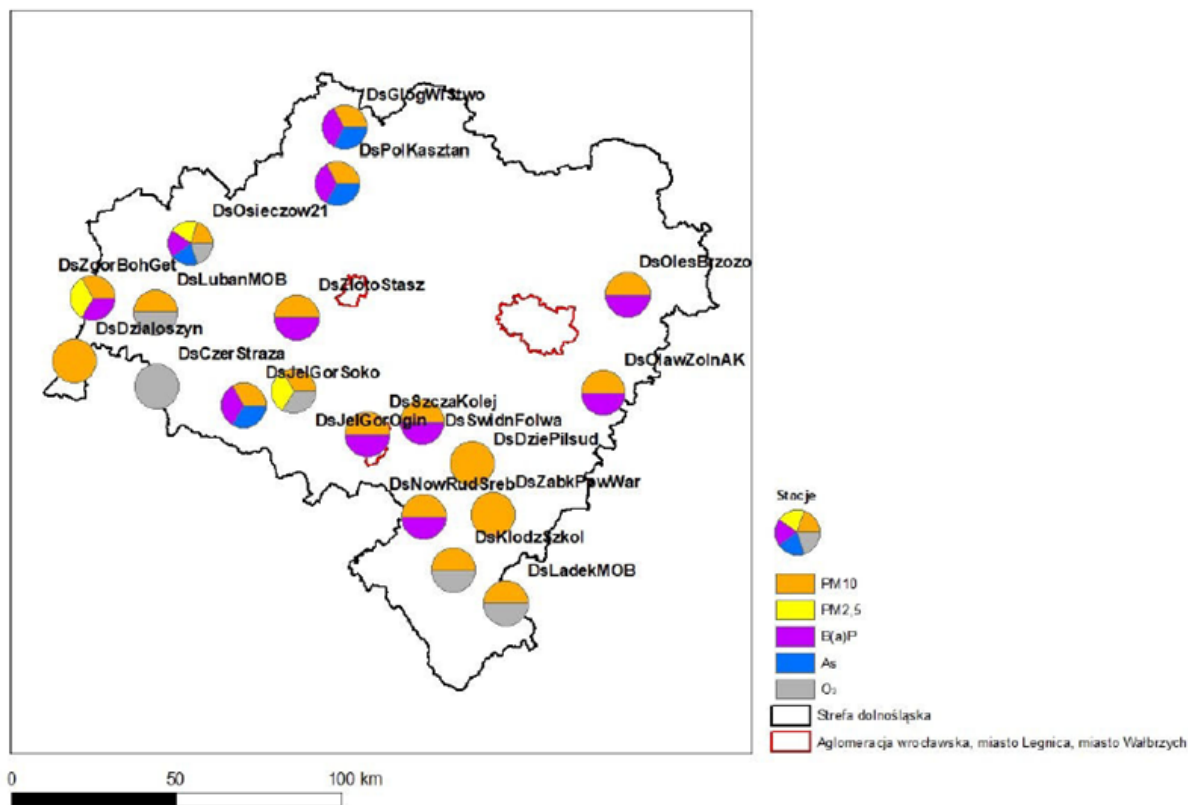 DsGlogWiStwo
DsPolKasztan
DsOsieczow21
DsZgorBohGet
DsLubanMOB
DsZlotoStasz
DsOlesBrzozo
DsDzialoszyn
DsCzerStraza
DsJelGorSoko
DsOlawZolnAK
DsSzczaKolej
DsJelGorOgin
DsSwidnFolwa
DsDziePilsud
DsNowRudSreb
DsZabkPowWar
DsKlodzSzkol
DsLadekMOB
Stacje
PM10
PM2,5
B(a)P
As
O₃
Strefa dolnośląska
Aglomeracja wrocławska, miasto Legnica, miasto Wałbrzych
0 50 100 km